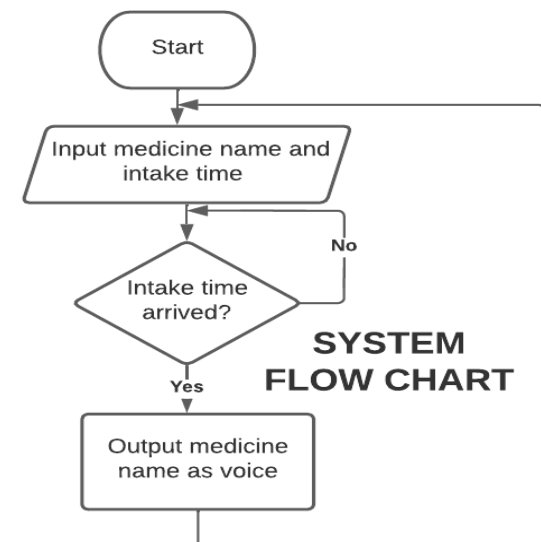 Start
Input medicine name and
intake time
No
Intake time
arrived?
SYSTEM
FLOW CHART
Yes
Output medicine
name as voice